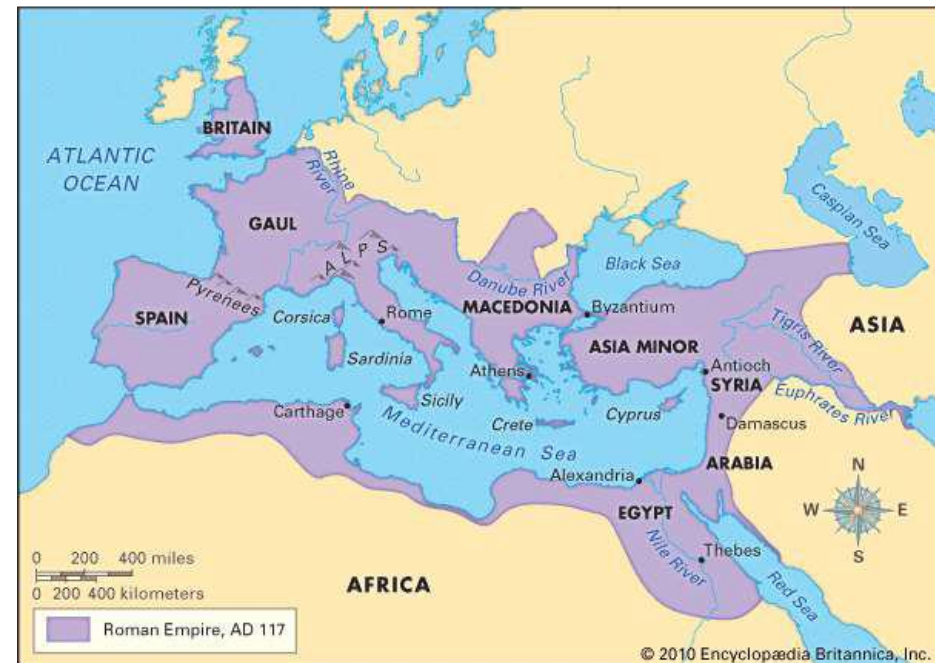 BRITAIN
ATLANTIC
OCEAN
Rhine
River
GAUL
ALPS
Caspian Sea
Black Sea
Danube River
Pyrenees
MACEDONIA
Byzantium
Corsica
Rome
SPAIN
ASIA
Tigris River
ASIA MINOR
Sardinia
Athens
Antioch
SYRIA
Euphrares River
Sicily
Carthage
Crete
Cyprus
Damascus
Mediterranean Sea
ARABIA
Alexandria
N
W
E
S
EGYPT
Nile River
Thebes
Red Sea
0 200 400 miles
0 200 400 kilometers
AFRICA
Roman Empire, AD 117
© 2010 Encyclopædia Britannica, Inc.